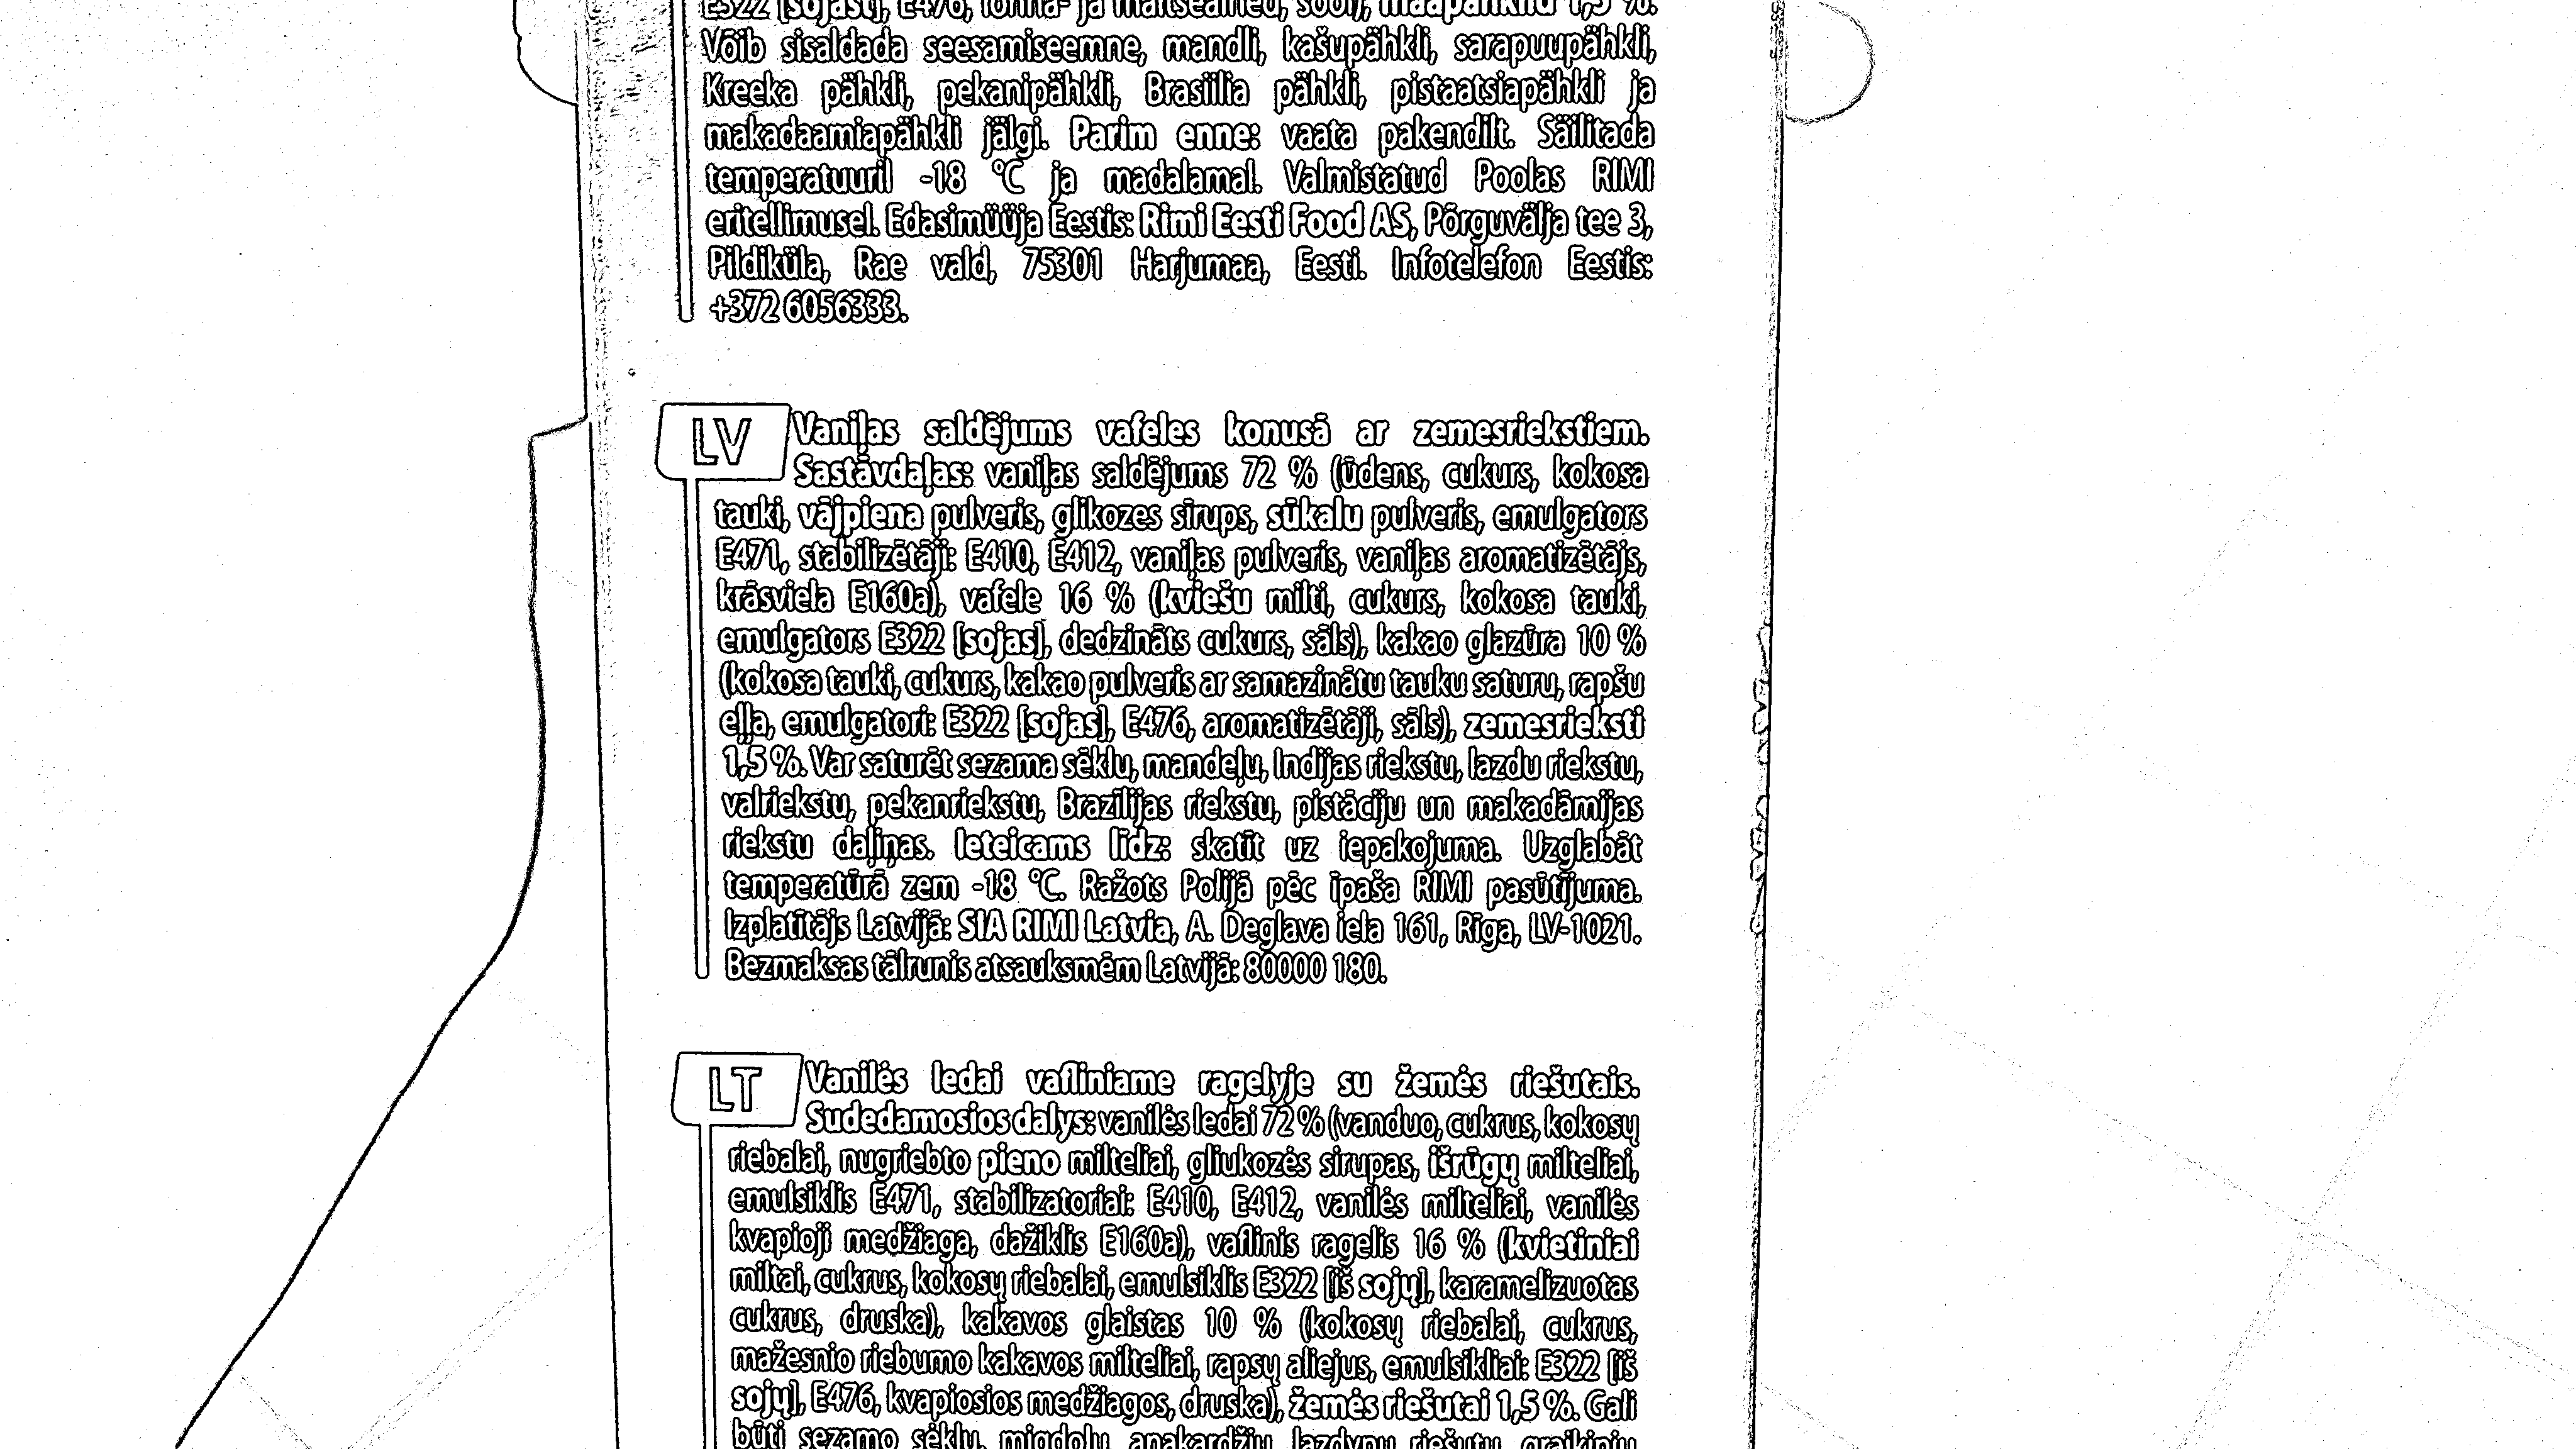 E322 [sojast], E476, lõhna- ja maitseained, sool), maapähklid 1,5 %.
Võib sisaldada seesamiseemne, mandli, kašupähkli, sarapuupähkli,
Kreeka pähkli, pekanipähkli, Brasiilia pähkli, pistaatsiapähkli ja
makadaamiapähkli jälgi. Parim enne: vaata pakendilt. Säilitada
temperatuuril -18 °C ja madalamal. Valmistatud Poolas RIMI
eritellimusel. Edasimüüja Eestis: Rimi Eesti Food AS, Põrguvälja tee 3,
Pildiküla, Rae vald, 75301 Harjumaa, Eesti. Infotelefon Eestis:
+372 6056333.
LV Vaniļas saldējums vafeles konusā ar zemesriekstiem.
Sastāvdaļas: vaniļas saldējums 72 % (ūdens, cukurs, kokosa
tauki, vājpiena pulveris, glikozes sīrups, sūkalu pulveris, emulgators
E471, stabilizētāji: E410, E412, vaniļas pulveris, vaniļas aromatizētājs,
krāsviela E160a), vafele 16 % (kviešu milti, cukurs, kokosa tauki,
emulgators E322 [sojas], dedzināts cukurs, sāls), kakao glazūra 10 %
(kokosa tauki, cukurs, kakao pulveris ar samazinātu tauku saturu, rapšu
eļļa, emulgatori: E322 [sojas], E476, aromatizētāji, sāls), zemesrieksti
1,5 %. Var saturēt sezama sēklu, mandeļu, Indijas riekstu, lazdu riekstu,
valriekstu, pekanriekstu, Brazīlijas riekstu, pistāciju un makadāmijas
riekstu daļiņas. Ieteicams līdz: skatīt uz iepakojuma. Uzglabāt
temperatūrā zem -18 °C. Ražots Polijā pēc īpaša RIMI pasūtījuma.
Izplatītājs Latvijā: SIA RIMI Latvia, A. Deglava iela 161, Rīga, LV-1021.
Bezmaksas tālrunis atsauksmēm Latvijā: 80000 180.
LT Vanilės ledai vafliniame ragelyje su žemės riešutais.
Sudedamosios dalys: vanilės ledai 72 % (vanduo, cukrus, kokosų
riebalai, nugriebto pieno milteliai, gliukozės sirupas, išrūgų milteliai,
emulsiklis E471, stabilizatoriai: E410, E412, vanilės milteliai, vanilės
kvapioji medžiaga, dažiklis E160a), vaflinis ragelis 16 % (kvietiniai
miltai, cukrus, kokosų riebalai, emulsiklis E322 [iš sojų], karamelizuotas
cukrus, druska), kakavos glaistas 10 % (kokosų riebalai, cukrus,
mažesnio riebumo kakavos milteliai, rapsų aliejus, emulsikliai: E322 [iš
sojų], E476, kvapiosios medžiagos, druska), žemės riešutai 1,5 %. Gali
būti sezamo sėklų, migdolų, anakardžių, lazdynų riešutų, graikinių